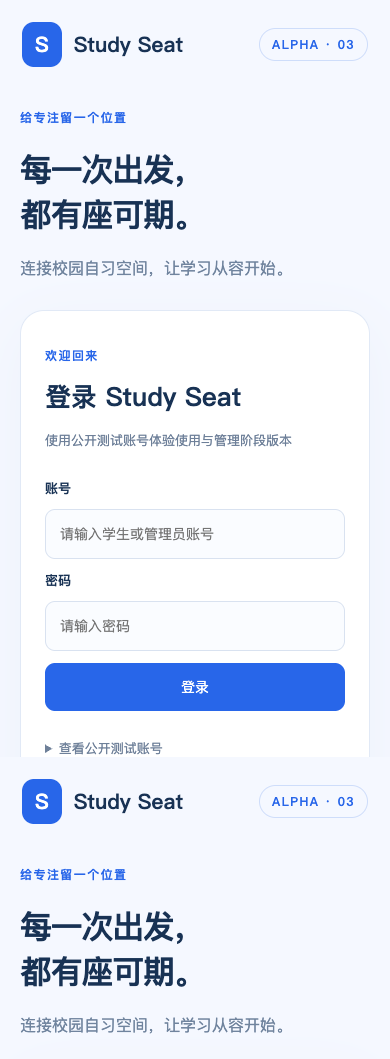 S Study Seat ALPHA · 03
给专注留一个位置
每一次出发，
都有座可期。
连接校园自习空间，让学习从容开始。
欢迎回来
登录 Study Seat
使用公开测试账号体验使用与管理阶段版本
账号
请输入学生或管理员账号
密码
请输入密码
登录
▶ 查看公开测试账号
S Study Seat ALPHA · 03
给专注留一个位置
每一次出发，
都有座可期。
连接校园自习空间，让学习从容开始。